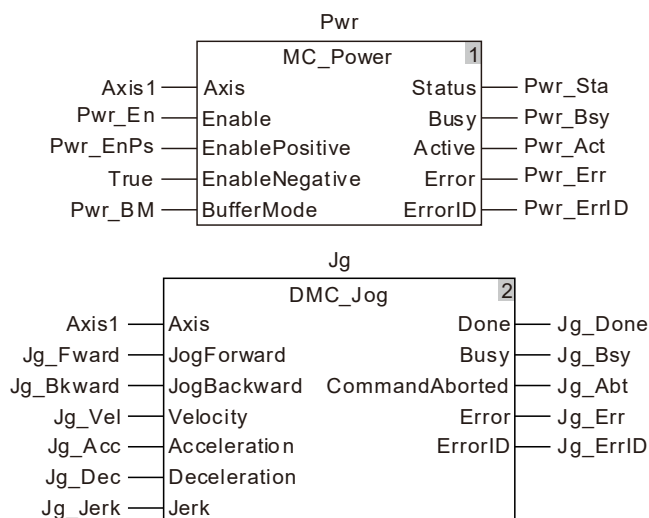 Pwr
MC_Power 1
Axis1 Axis Status Pwr_Sta
Pwr_En Enable Busy Pwr_Bsy
Pwr_EnPs EnablePositive Active Pwr_Act
True EnableNegative Error Pwr_Err
Pwr_BM BufferMode ErrorID Pwr_ErrID
Jg
DMC_Jog 2
Axis1 Axis Done Jg_Done
Jg_Fward JogForward Busy Jg_Bsy
Jg_Bkward JogBackward CommandAborted Jg_Abt
Jg_Vel Velocity Error Jg_Err
Jg_Acc Acceleration ErrorID Jg_ErrID
Jg_Dec Deceleration
Jg_Jerk Jerk